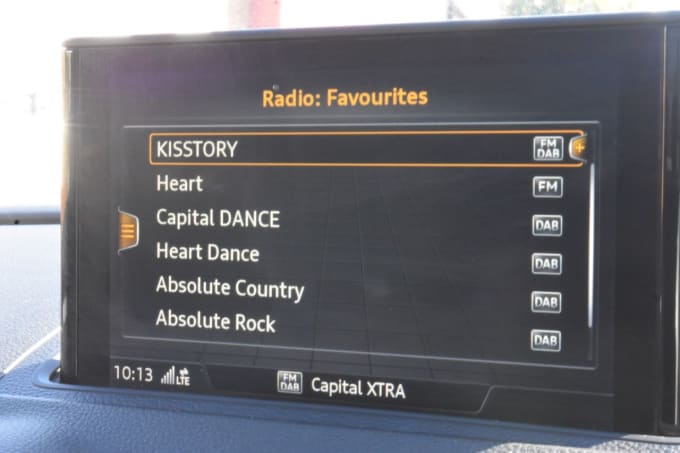 Radio: Favourites
KISSTORY FM DAB +
Heart FM
Capital DANCE DAB
Heart Dance DAB
Absolute Country DAB
Absolute Rock DAB
10:13 LTE FM DAB Capital XTRA